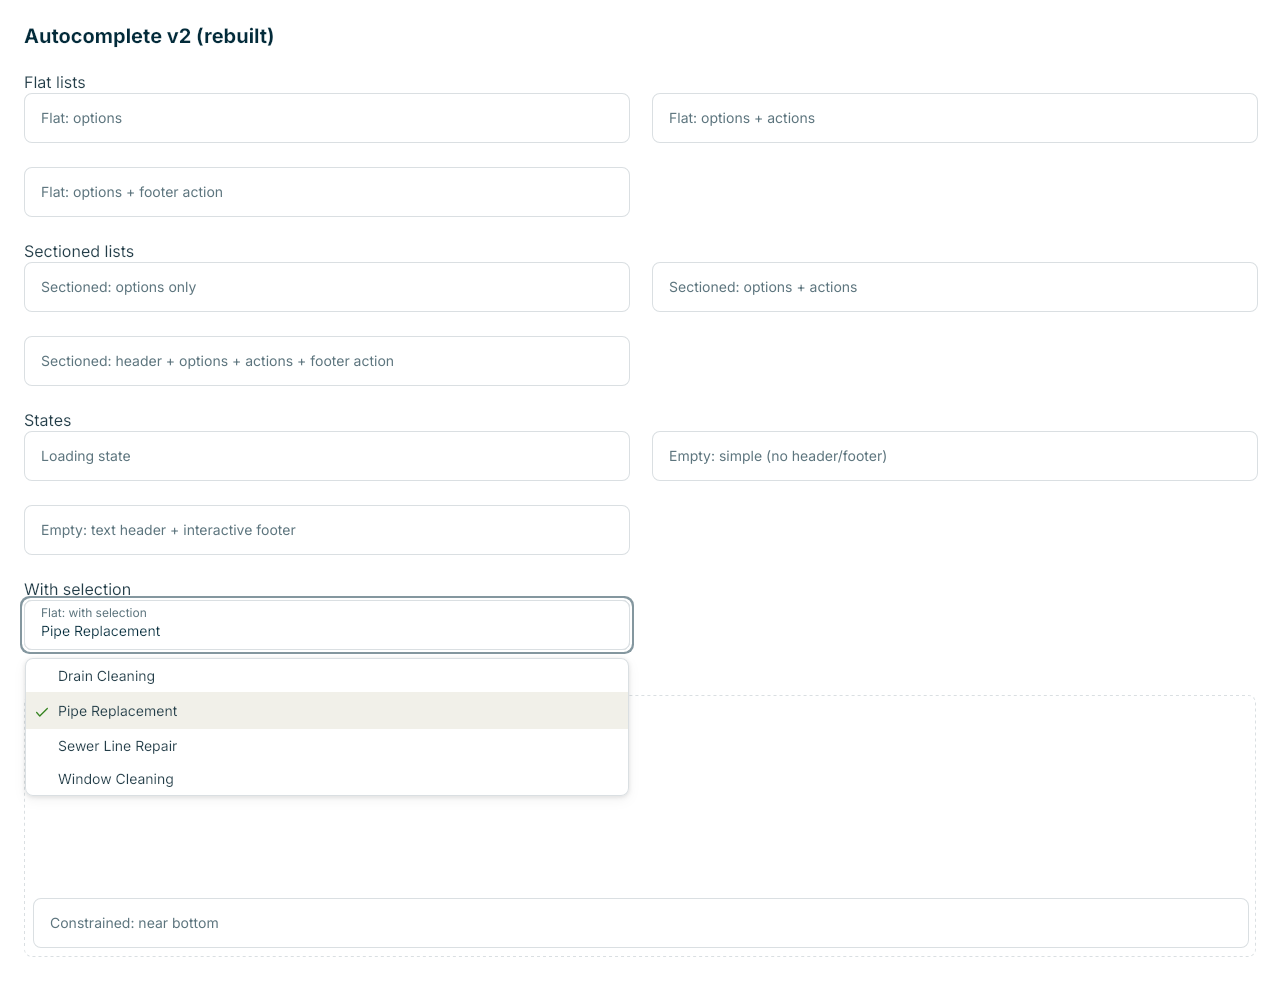 Autocomplete v2 (rebuilt)
Flat lists
Flat: options
Flat: options + actions
Flat: options + footer action
Sectioned lists
Sectioned: options only
Sectioned: options + actions
Sectioned: header + options + actions + footer action
States
Loading state
Empty: simple (no header/footer)
Empty: text header + interactive footer
With selection
Flat: with selection
Pipe Replacement
Drain Cleaning
Pipe Replacement
Sewer Line Repair
Window Cleaning
Constrained: near bottom